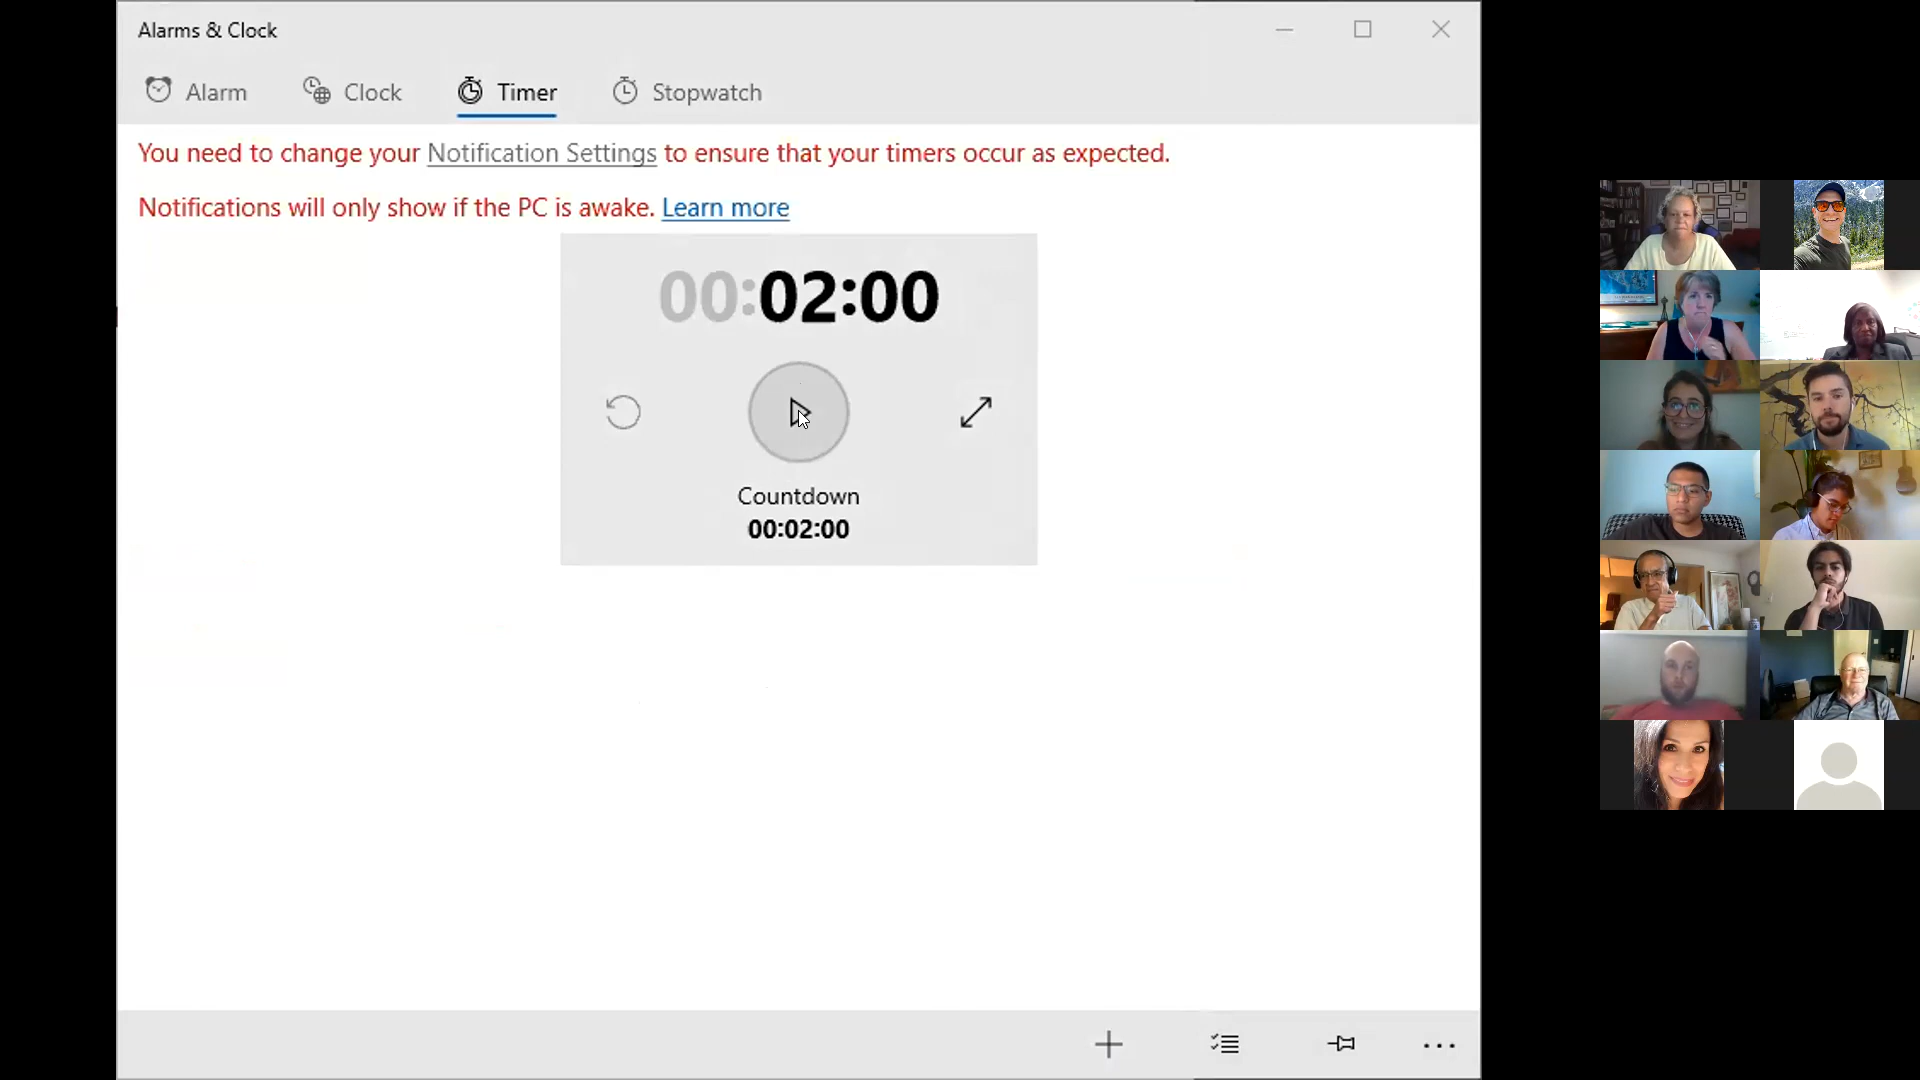 Alarms & Clock
Alarm Clock Timer Stopwatch
You need to change your Notification Settings to ensure that your timers occur as expected.
Notifications will only show if the PC is awake. Learn more
00:02:00
Countdown
00:02:00